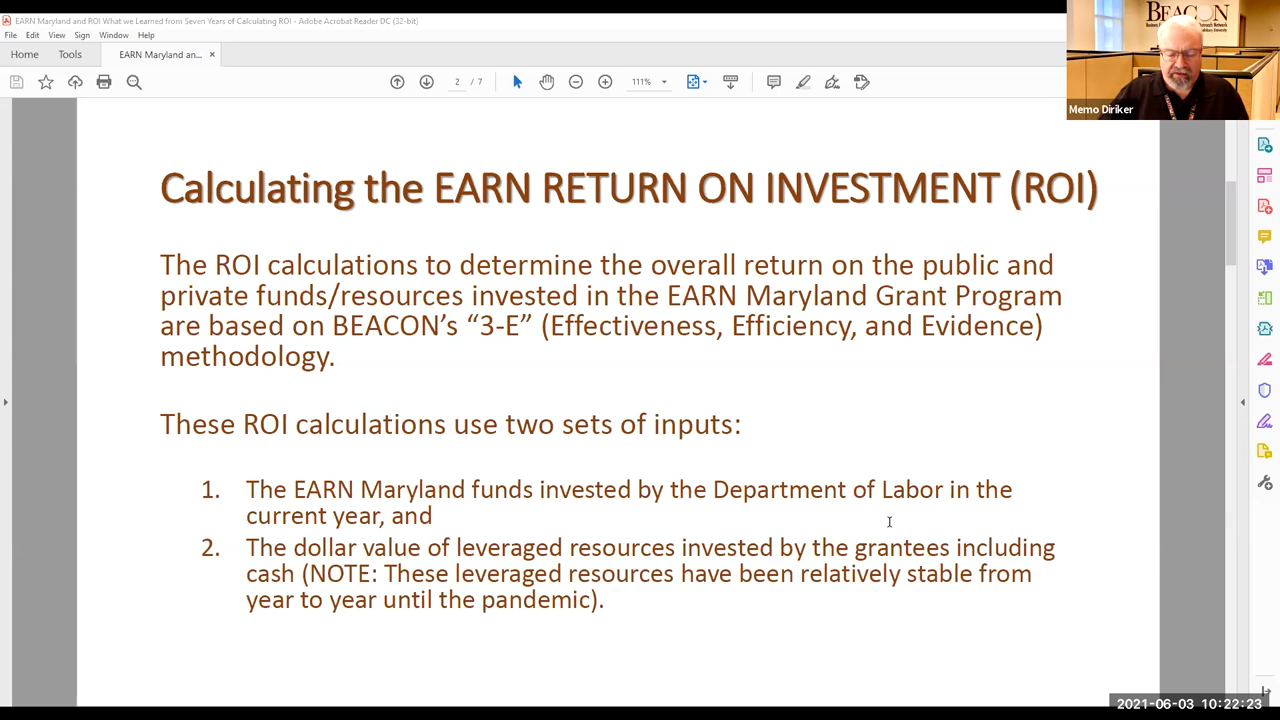 EARN Maryland and ROI What we Learned from Seven Years of Calculating ROI - Adobe Acrobat Reader DC (32-bit)
File Edit View Sign Window Help
Home Tools EARN Maryland an... ×
2 / 7 111%
BEACON
Memo Diriker
Calculating the EARN RETURN ON INVESTMENT (ROI)
The ROI calculations to determine the overall return on the public and
private funds/resources invested in the EARN Maryland Grant Program
are based on BEACON's “3-E” (Effectiveness, Efficiency, and Evidence)
methodology.
These ROI calculations use two sets of inputs:
1. The EARN Maryland funds invested by the Department of Labor in the
current year, and
2. The dollar value of leveraged resources invested by the grantees including
cash (NOTE: These leveraged resources have been relatively stable from
year to year until the pandemic).
2021-06-03 10:22:23